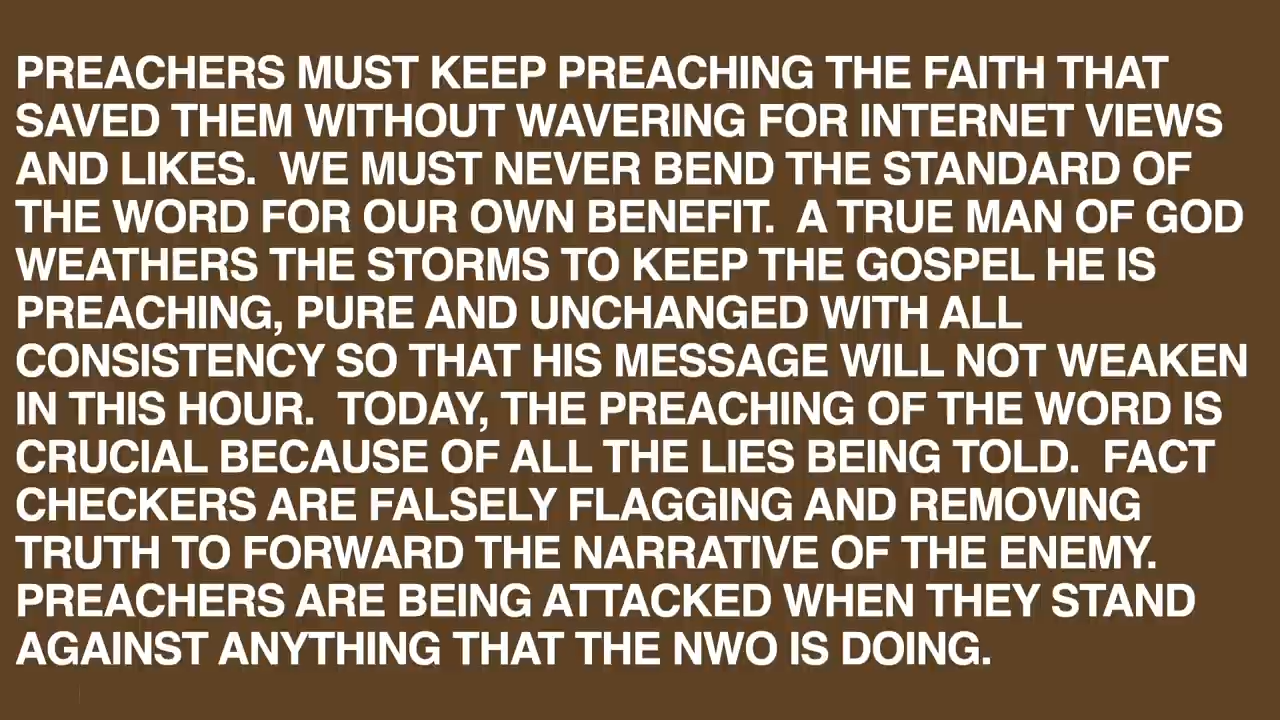 PREACHERS MUST KEEP PREACHING THE FAITH THAT
SAVED THEM WITHOUT WAVERING FOR INTERNET VIEWS
AND LIKES.  WE MUST NEVER BEND THE STANDARD OF
THE WORD FOR OUR OWN BENEFIT.  A TRUE MAN OF GOD
WEATHERS THE STORMS TO KEEP THE GOSPEL HE IS
PREACHING, PURE AND UNCHANGED WITH ALL
CONSISTENCY SO THAT HIS MESSAGE WILL NOT WEAKEN
IN THIS HOUR.  TODAY, THE PREACHING OF THE WORD IS
CRUCIAL BECAUSE OF ALL THE LIES BEING TOLD.  FACT
CHECKERS ARE FALSELY FLAGGING AND REMOVING
TRUTH TO FORWARD THE NARRATIVE OF THE ENEMY.
PREACHERS ARE BEING ATTACKED WHEN THEY STAND
AGAINST ANYTHING THAT THE NWO IS DOING.